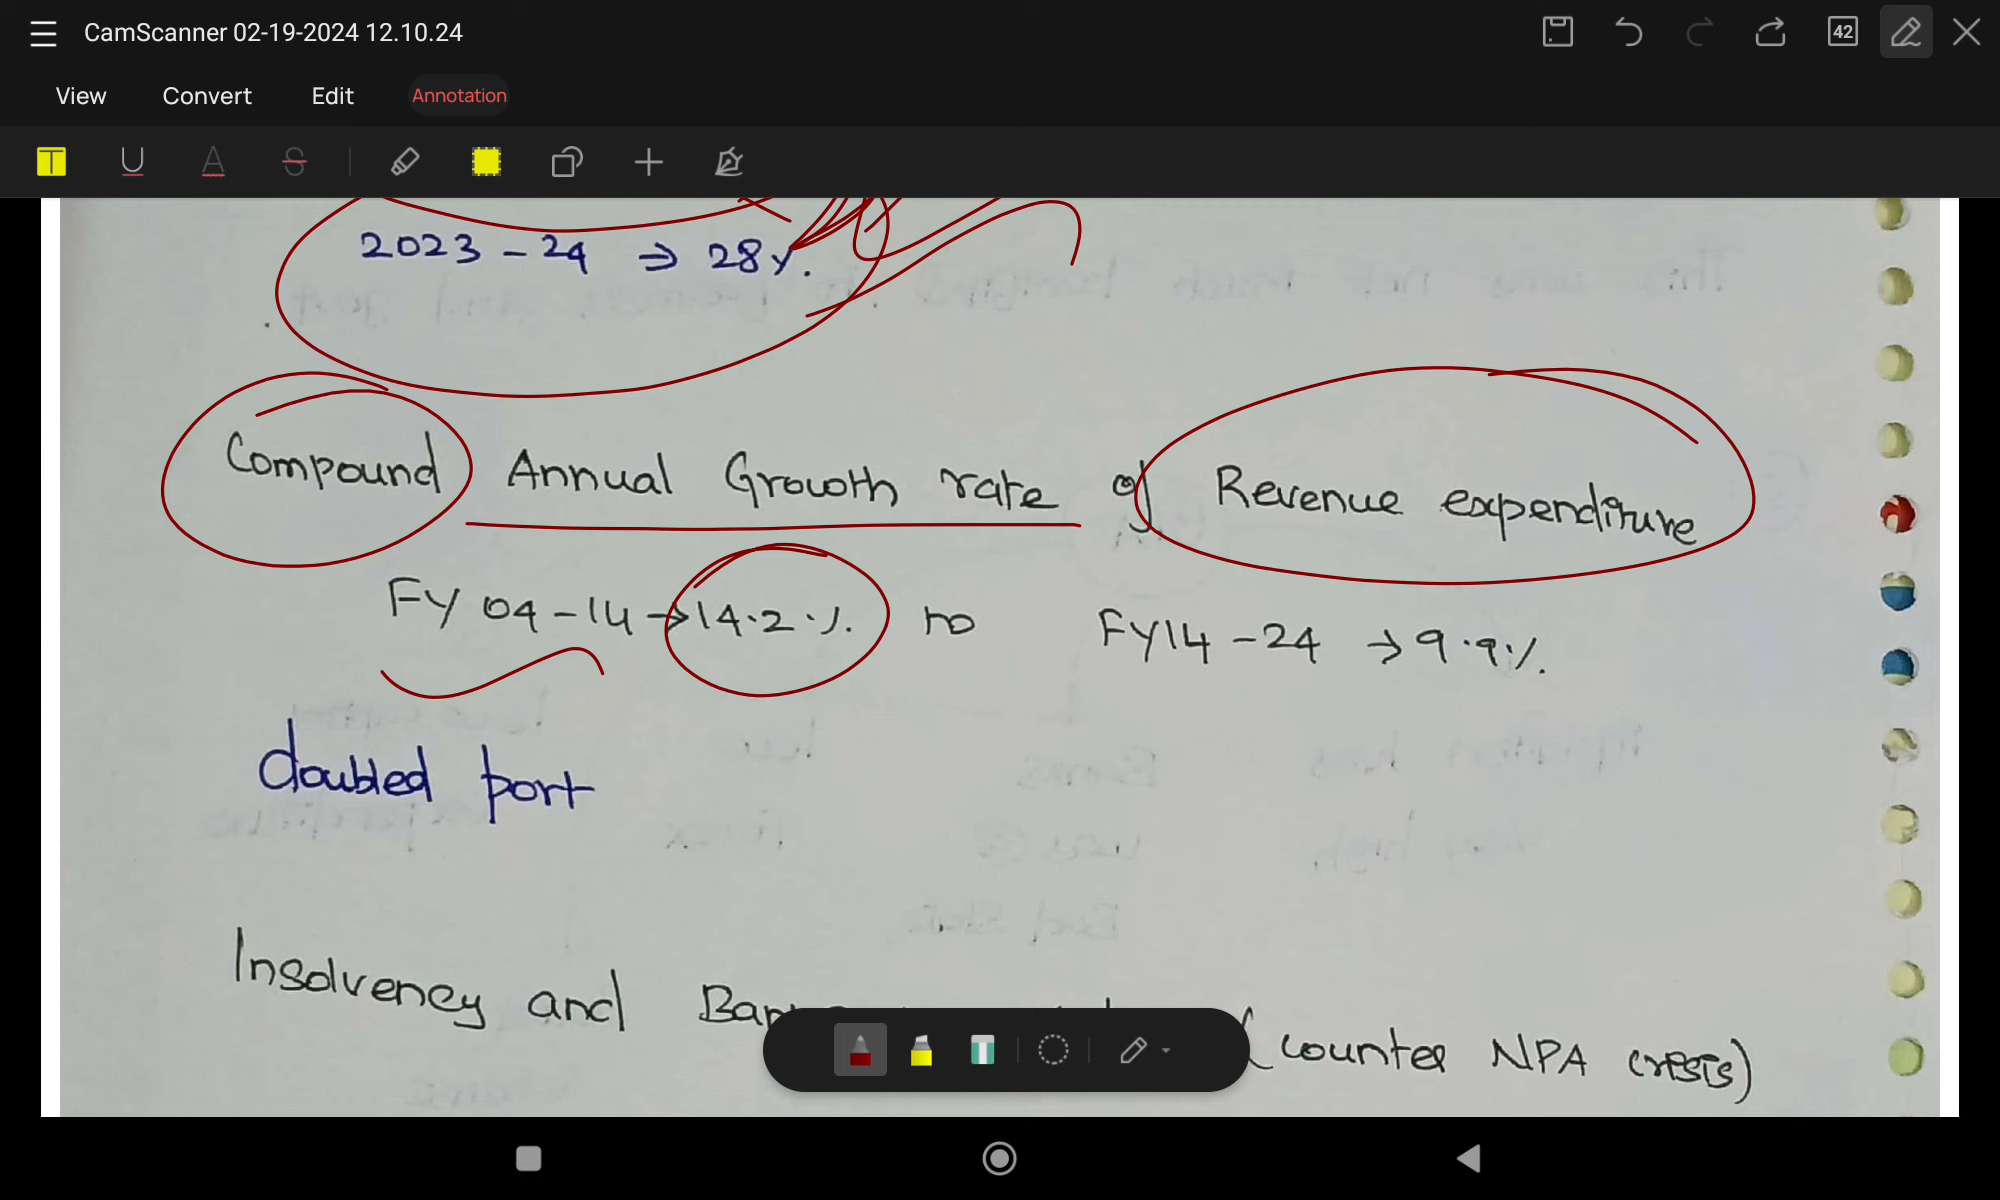 CamScanner 02-19-2024 12.10.24
42
View Convert Edit Annotation
T U A S
2023 - 24 ⇒ 28%.
Compound Annual Growth rate of Revenue expenditure
FY 04-14 → 14.2% to FY14-24 → 9.9%.
doubled port
Insolvency and (counter NPA crisis)